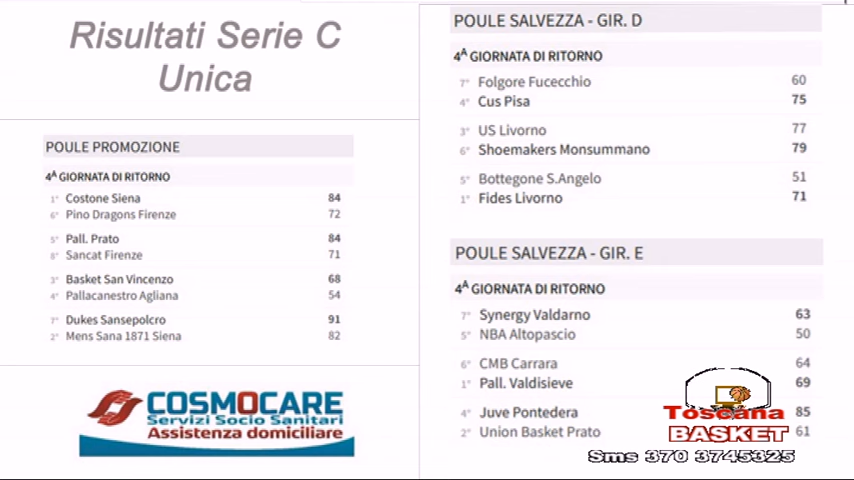 Risultati Serie C
Unica
POULE PROMOZIONE
4ᴬ GIORNATA DI RITORNO
1° Costone Siena 84
6° Pino Dragons Firenze 72
5° Pall. Prato 84
8° Sancat Firenze 71
3° Basket San Vincenzo 68
4° Pallacanestro Agliana 54
7° Dukes Sansepolcro 91
2° Mens Sana 1871 Siena 82
COSMOCARE
Servizi Socio Sanitari
Assistenza domiciliare
POULE SALVEZZA - GIR. D
4ᴬ GIORNATA DI RITORNO
7° Folgore Fucecchio 60
4° Cus Pisa 75
3° US Livorno 77
6° Shoemakers Monsummano 79
5° Bottegone S.Angelo 51
1° Fides Livorno 71
POULE SALVEZZA - GIR. E
4ᴬ GIORNATA DI RITORNO
7° Synergy Valdarno 63
5° NBA Altopascio 50
6° CMB Carrara 64
1° Pall. Valdisieve 69
4° Juve Pontedera 85
2° Union Basket Prato 61
Toscana
BASKET
Sms 370 3745325